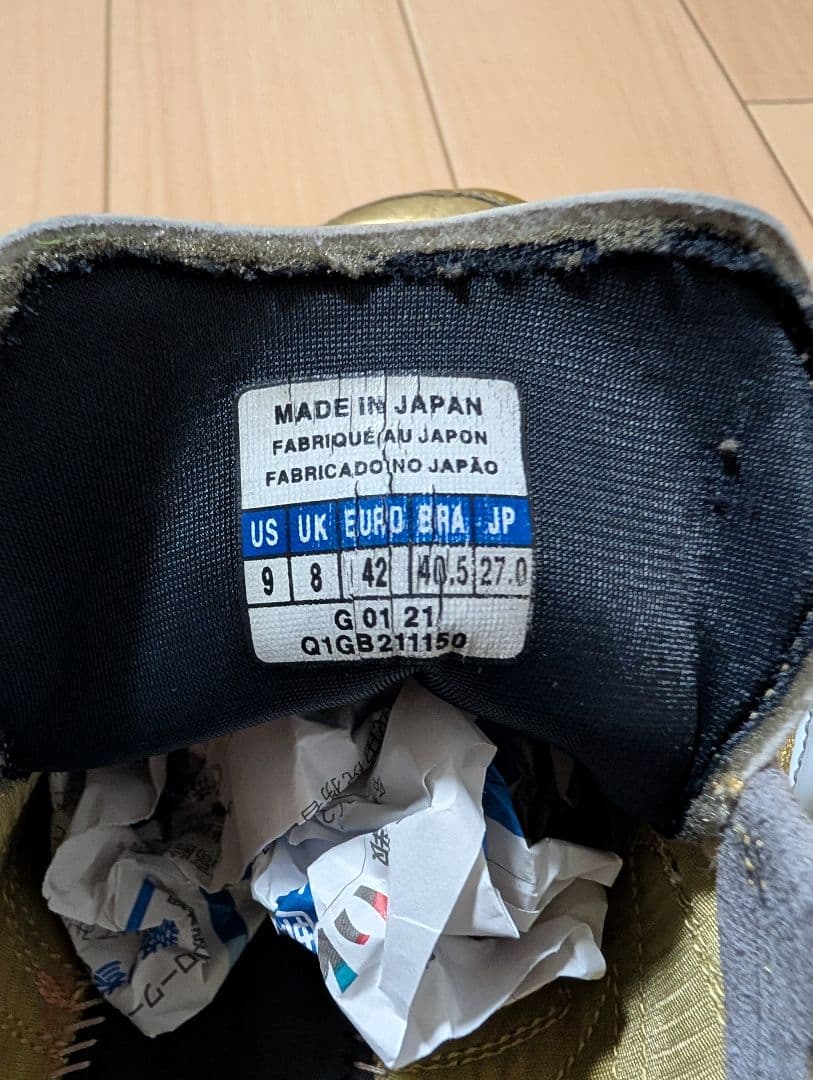 MADE IN JAPAN
FABRIQUÉ AU JAPON
FABRICADO NO JAPÃO
US UK EURO BRA JP
9 8 42 40.5 27.0
G 01 21
Q1GB211150